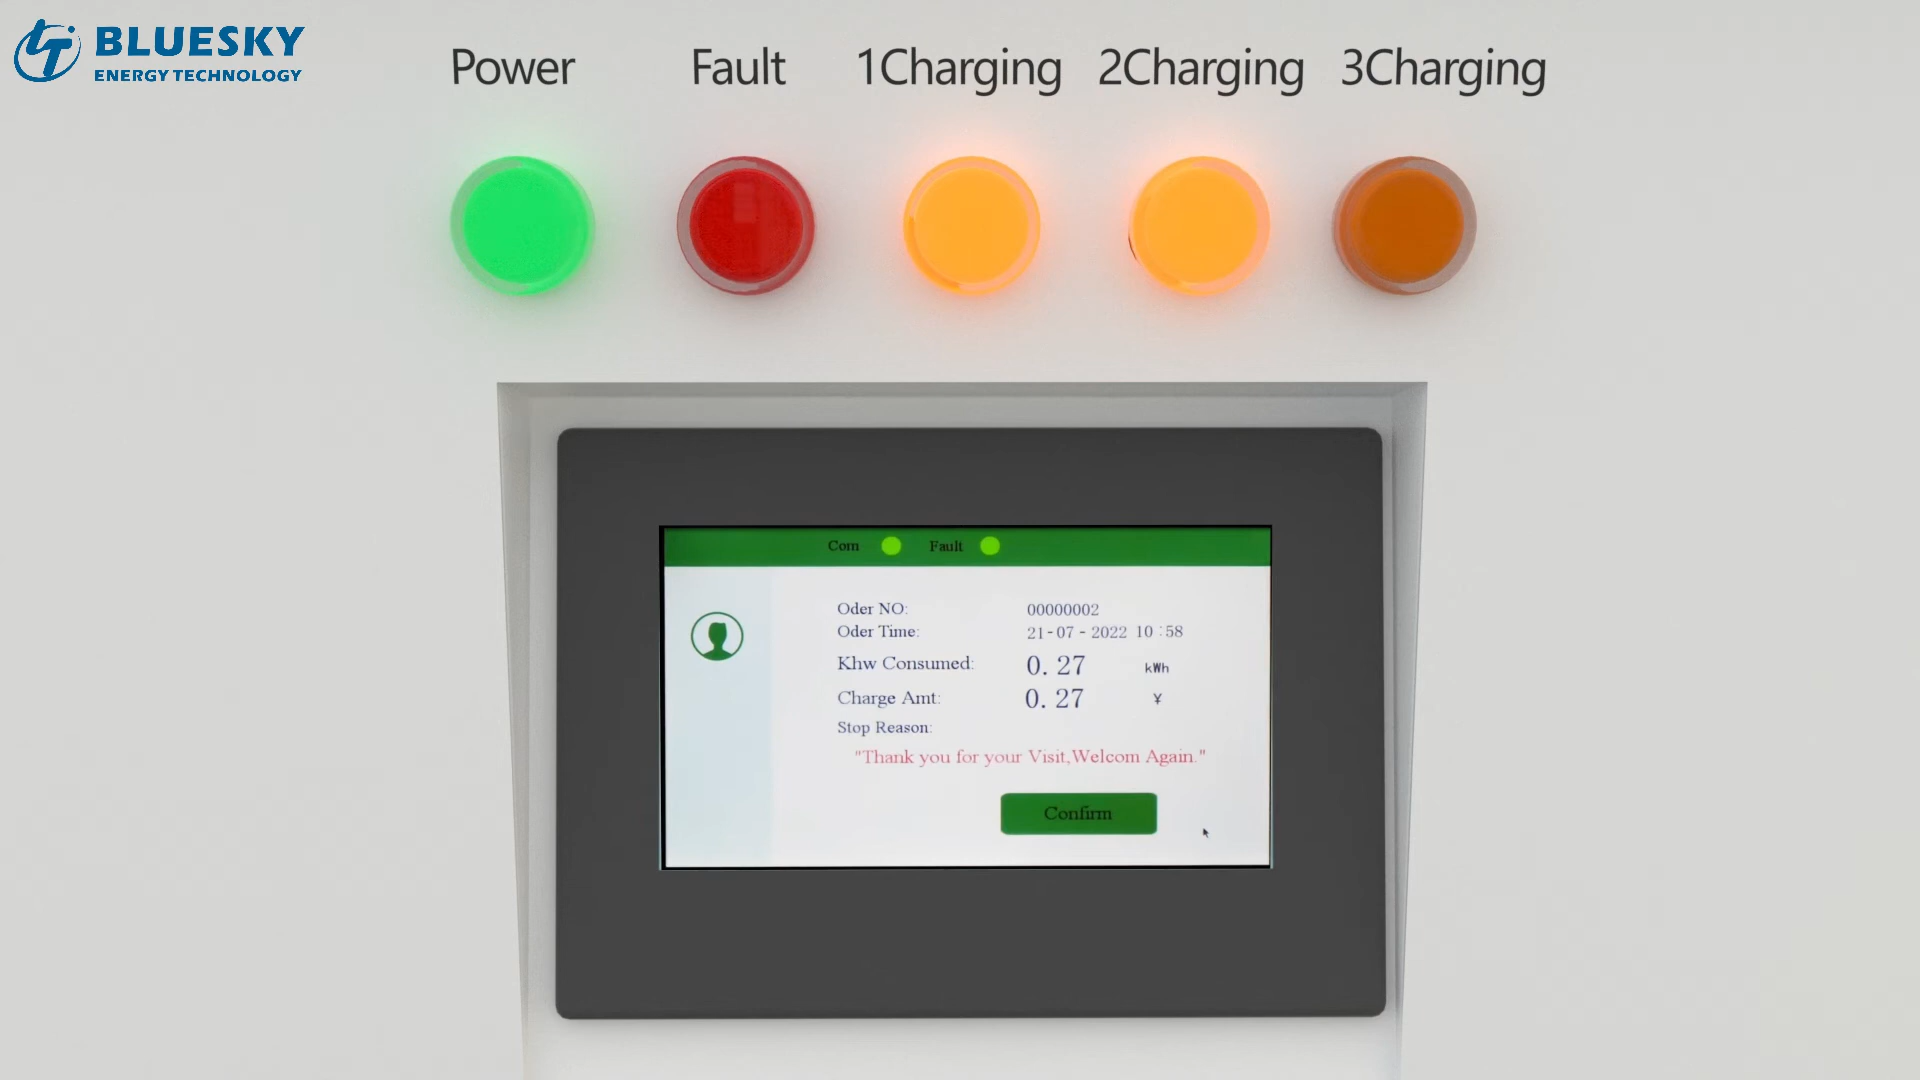 BLUESKY
ENERGY TECHNOLOGY
Power Fault 1Charging 2Charging 3Charging
Com Fault
Oder NO: 00000002
Oder Time: 21-07-2022 10:58
Khw Consumed: 0.27 kWh
Charge Amt: 0.27 ¥
Stop Reason:
"Thank you for your Visit,Welcom Again."
Confirm